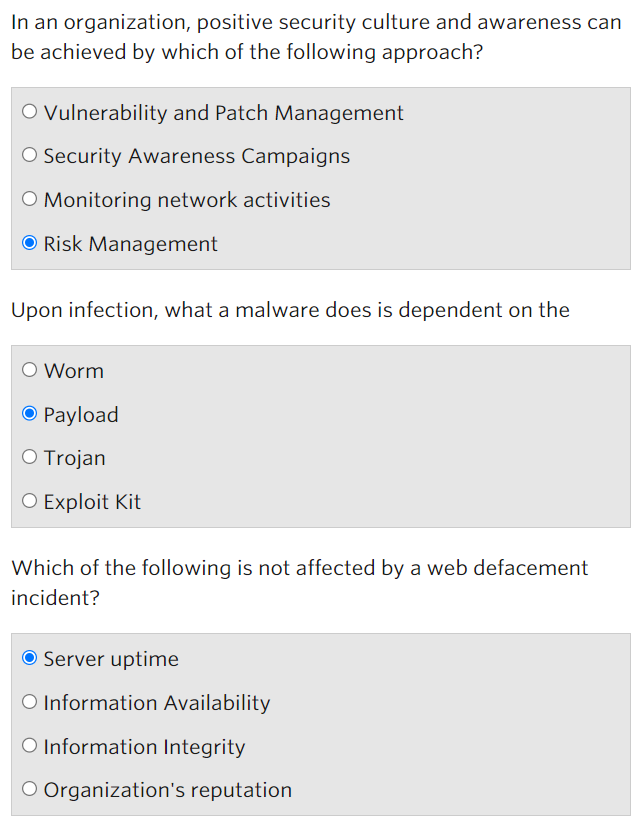 In an organization, positive security culture and awareness can
be achieved by which of the following approach?
Vulnerability and Patch Management
Security Awareness Campaigns
Monitoring network activities
Risk Management
Upon infection, what a malware does is dependent on the
Worm
Payload
Trojan
Exploit Kit
Which of the following is not affected by a web defacement
incident?
Server uptime
Information Availability
Information Integrity
Organization's reputation